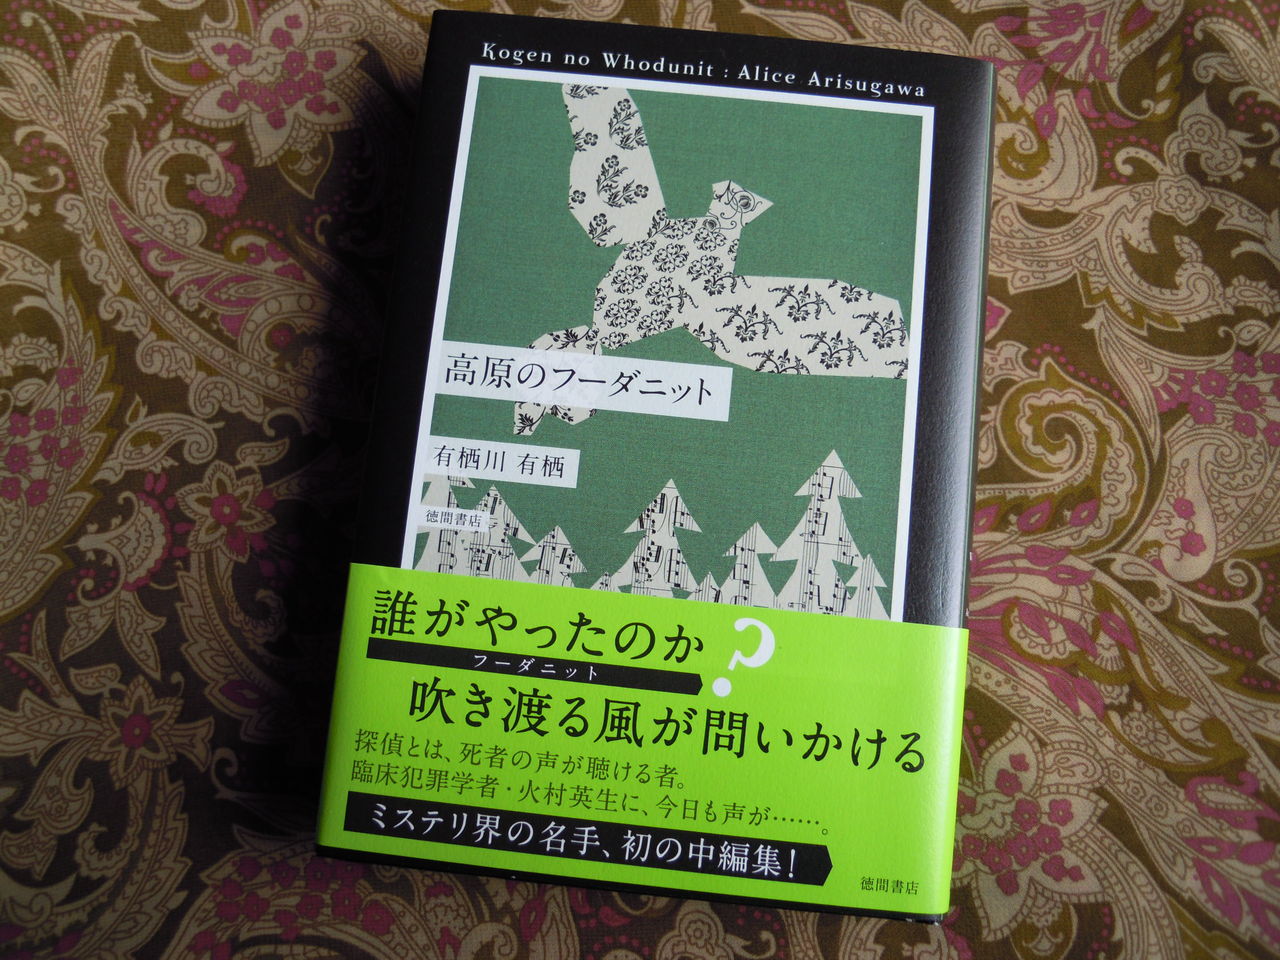 Kogen no Whodunit : Alice Arisugawa
高原のフーダニット
有栖川 有栖
徳間書店
誰がやったのか?
フーダニット
吹き渡る風が問いかける
探偵とは、死者の声が聴ける者。
臨床犯罪学者・火村英生に、今日も声が……。
ミステリ界の名手、初の中編集!
徳間書店